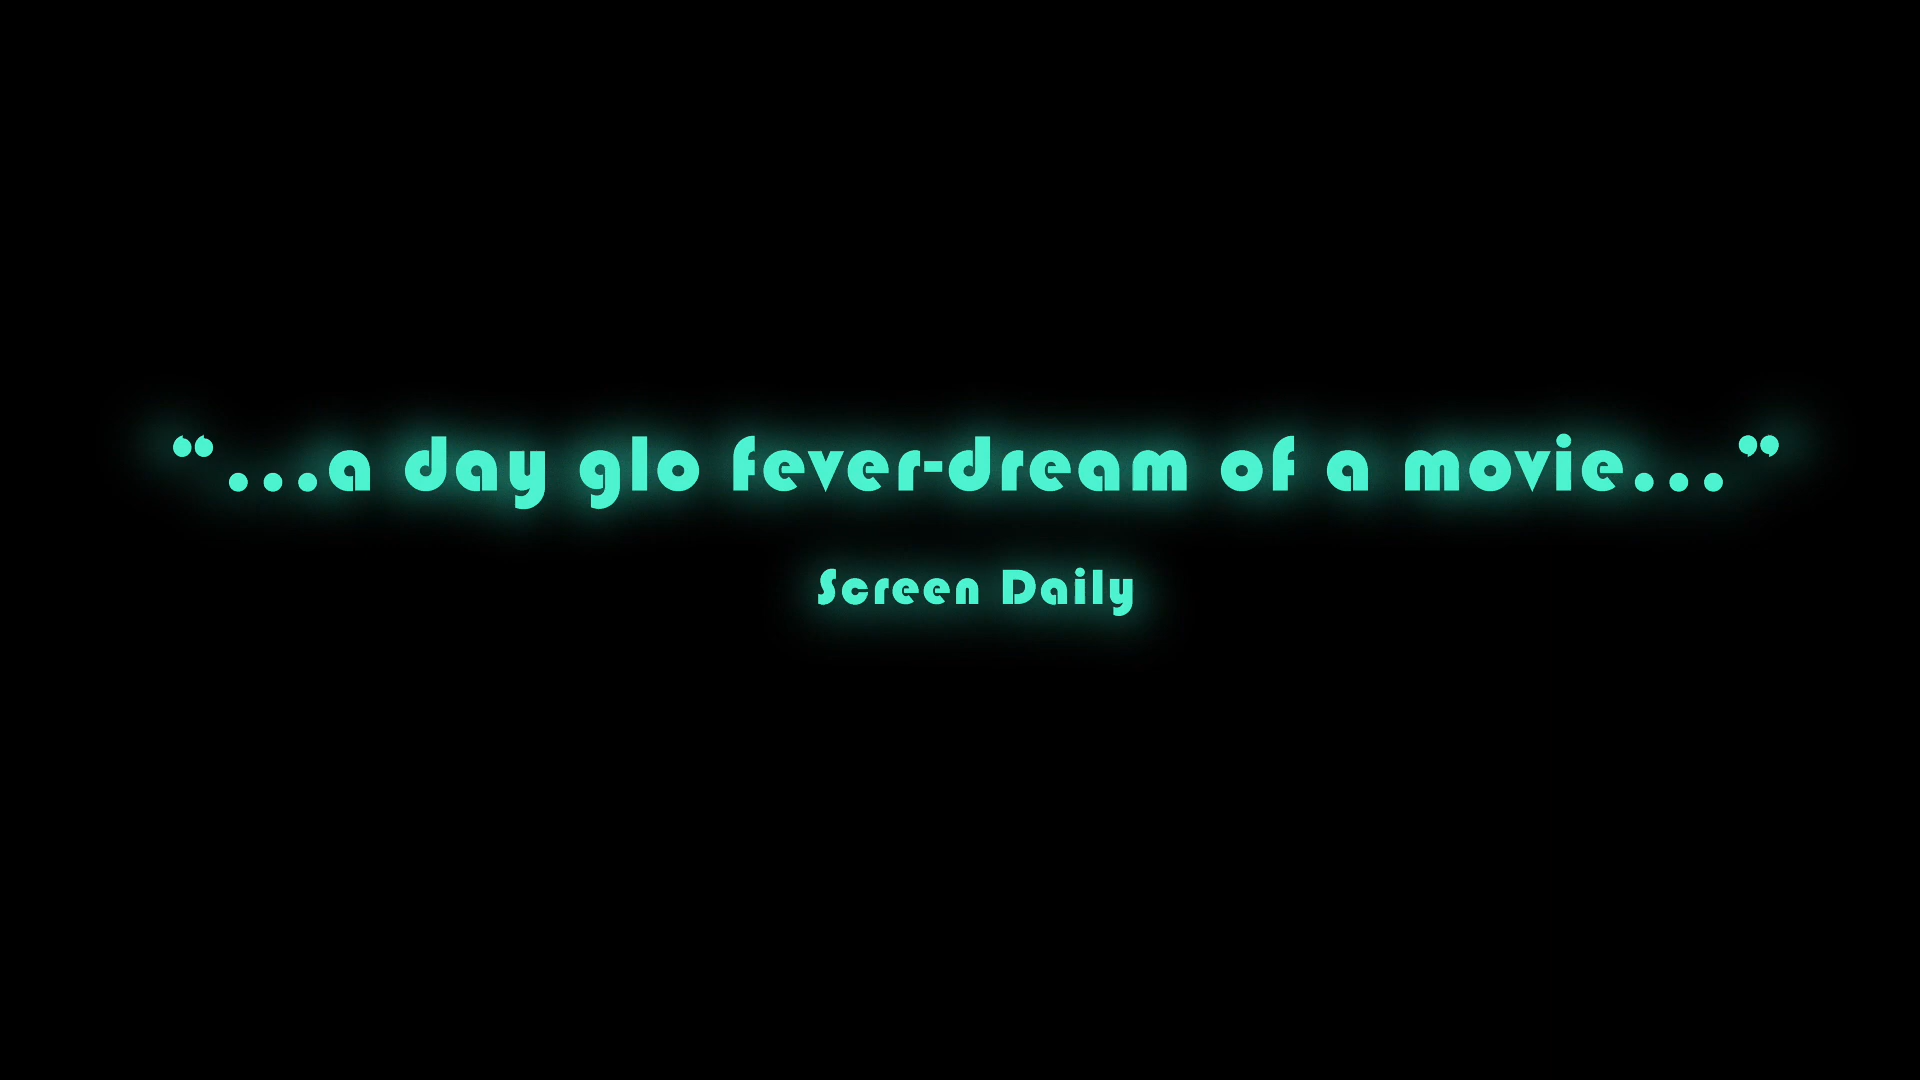 “...a day glo fever-dream of a movie...”
Screen Daily